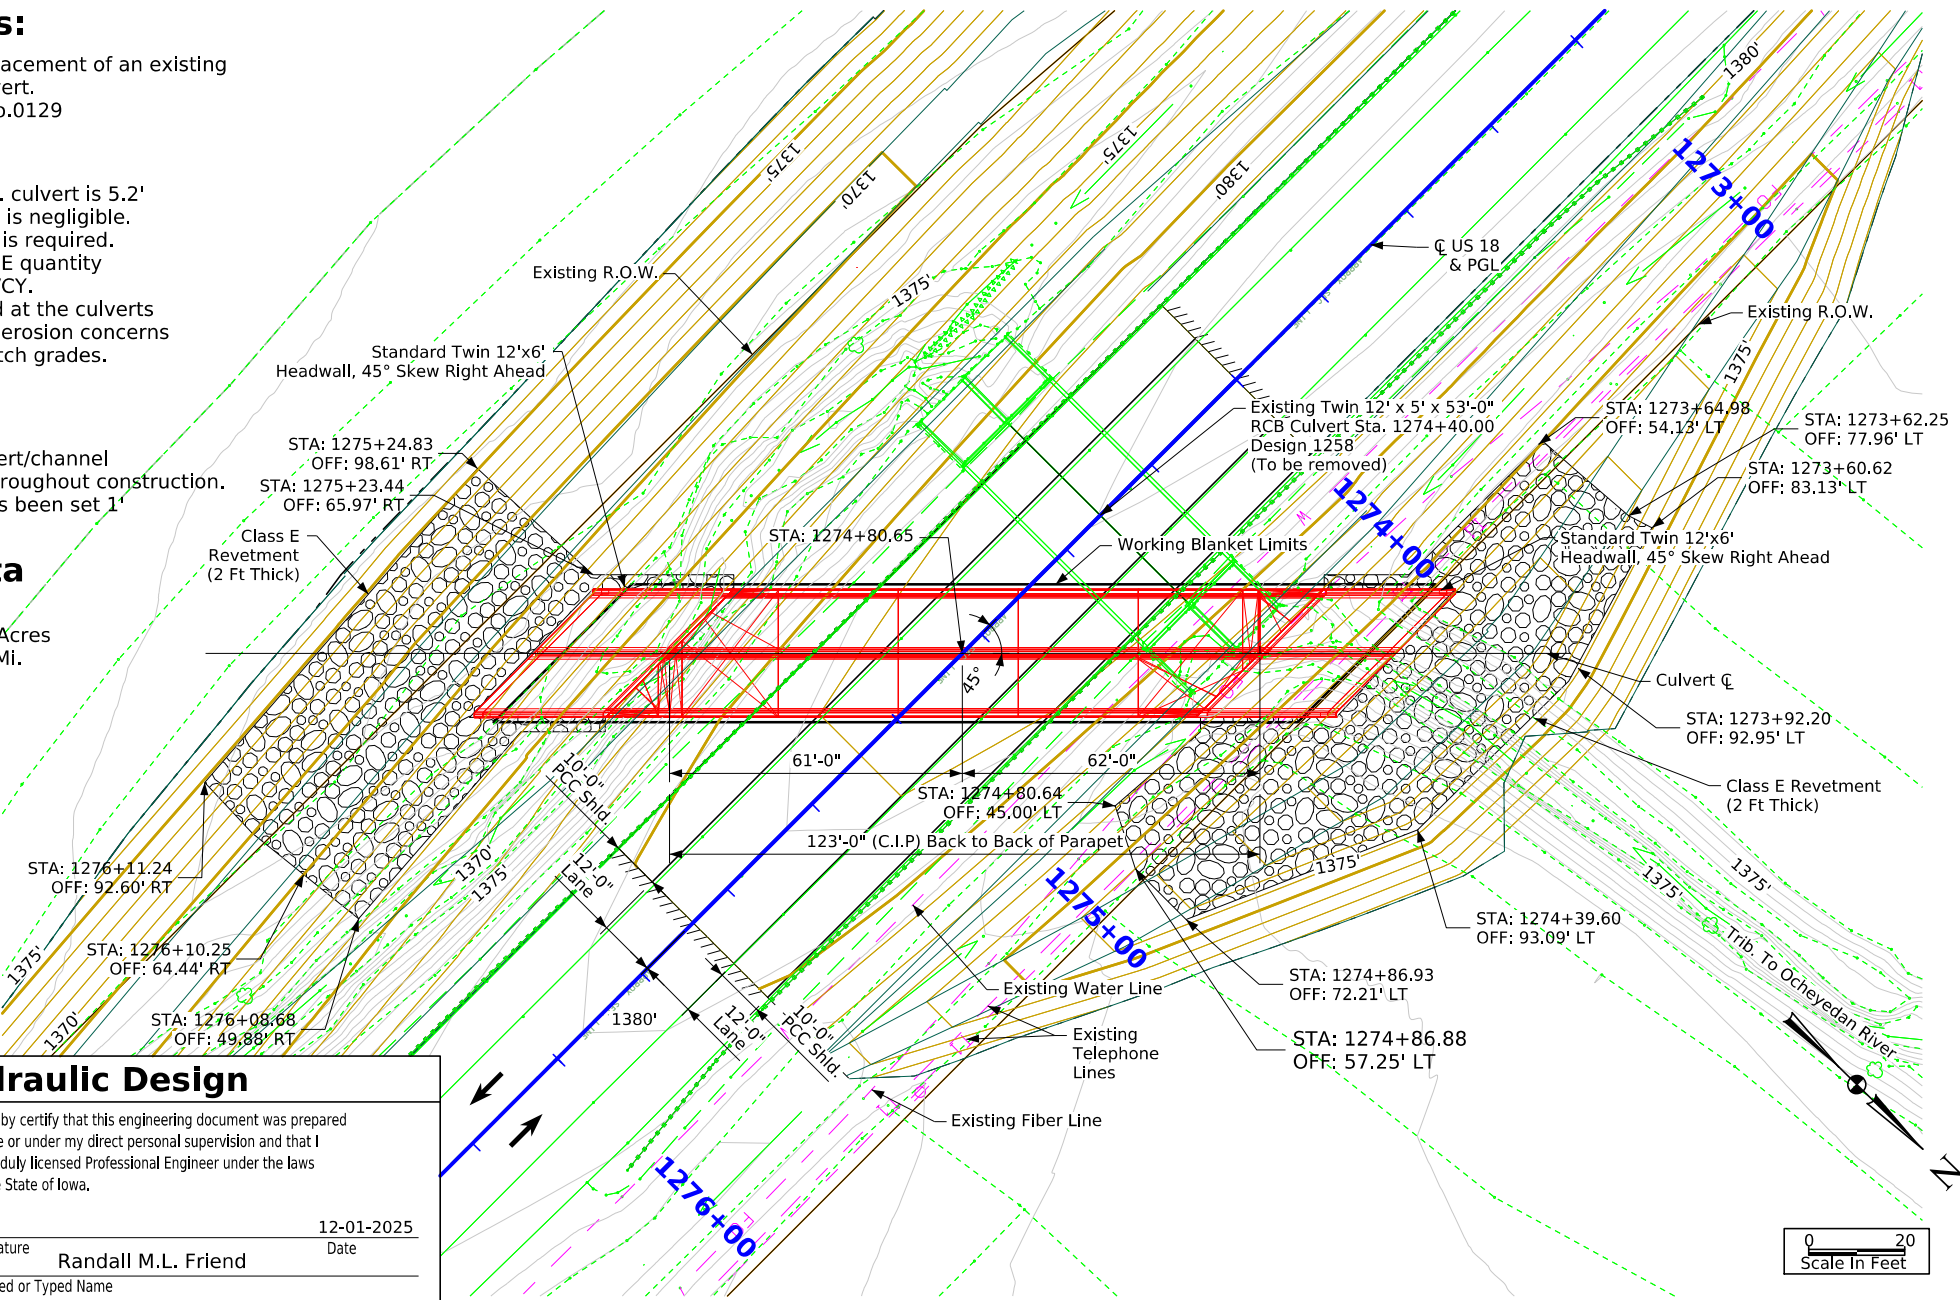 s:
acement of an existing
vert.
o.0129
. culvert is 5.2'
is negligible.
is required.
E quantity
/CY.
d at the culverts
erosion concerns
tch grades.
ert/channel
roughout construction.
s been set 1'
ta
Acres
Mi.
Existing R.O.W.
Standard Twin 12'x6'
Headwall, 45° Skew Right Ahead
STA: 1275+24.83
OFF: 98.61' RT
STA: 1275+23.44
OFF: 65.97' RT
Class E
Revetment
(2 Ft Thick)
1375'
1370'
1375'
1380'
1375'
1380'
1273+00
℄ US 18
& PGL
Existing R.O.W.
1375'
Existing Twin 12' x 5' x 53'-0"
RCB Culvert Sta. 1274+40.00
Design 1258
(To be removed)
STA: 1273+64.98
OFF: 54.13' LT
STA: 1273+62.25
OFF: 77.96' LT
STA: 1273+60.62
OFF: 83.13' LT
1274+00
STA: 1274+80.65
Working Blanket Limits
Standard Twin 12'x6'
Headwall, 45° Skew Right Ahead
45°
Culvert ℄
STA: 1273+92.20
OFF: 92.95' LT
Class E Revetment
(2 Ft Thick)
61'-0"
62'-0"
STA: 1274+80.64
OFF: 45.00' LT
123'-0" (C.I.P) Back to Back of Parapet
10'-0"
PCC Shld.
12'-0"
Lane
1370'
1375'
STA: 1276+11.24
OFF: 92.60' RT
STA: 1276+10.25
OFF: 64.44' RT
STA: 1276+08.68
OFF: 49.88' RT
1375'
1370'
1380'
12'-0"
Lane
10'-0"
PCC Shld.
1275+00
1375'
1375'
1375'
STA: 1274+39.60
OFF: 93.09' LT
STA: 1274+86.93
OFF: 72.21' LT
STA: 1274+86.88
OFF: 57.25' LT
Existing Water Line
Existing
Telephone
Lines
Existing Fiber Line
1276+00
Trib. To Ocheyedan River
N
0 20
Scale In Feet
draulic Design
by certify that this engineering document was prepared
e or under my direct personal supervision and that I
duly licensed Professional Engineer under the laws
e State of Iowa.
12-01-2025
ature Date
Randall M.L. Friend
ed or Typed Name